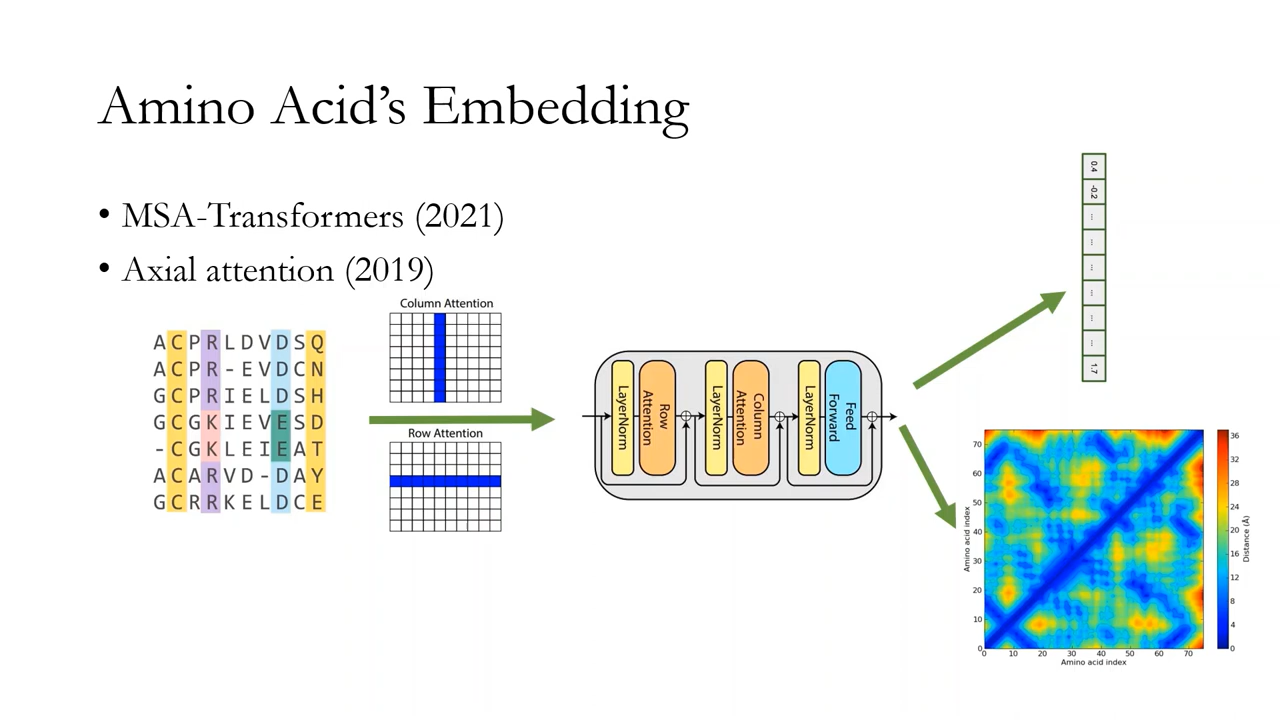 Amino Acid’s Embedding
• MSA-Transformers (2021)
• Axial attention (2019)
ACPRLDVDSQ
ACPR-EVDCN
GCPRIELDSH
GCGKIEVESD
-CGKLEIEAT
ACARVD-DAY
GCRRKELDCE
Column Attention
Row Attention
LayerNorm
Row Attention
LayerNorm
Column Attention
LayerNorm
Feed Forward
0.4
-0.2
...
...
...
...
...
...
1.7
Amino acid index
70
60
50
40
30
20
10
0
0 10 20 30 40 50 60 70
Amino acid index
36
32
28
24
20
16
12
8
4
0
Distance (Å)